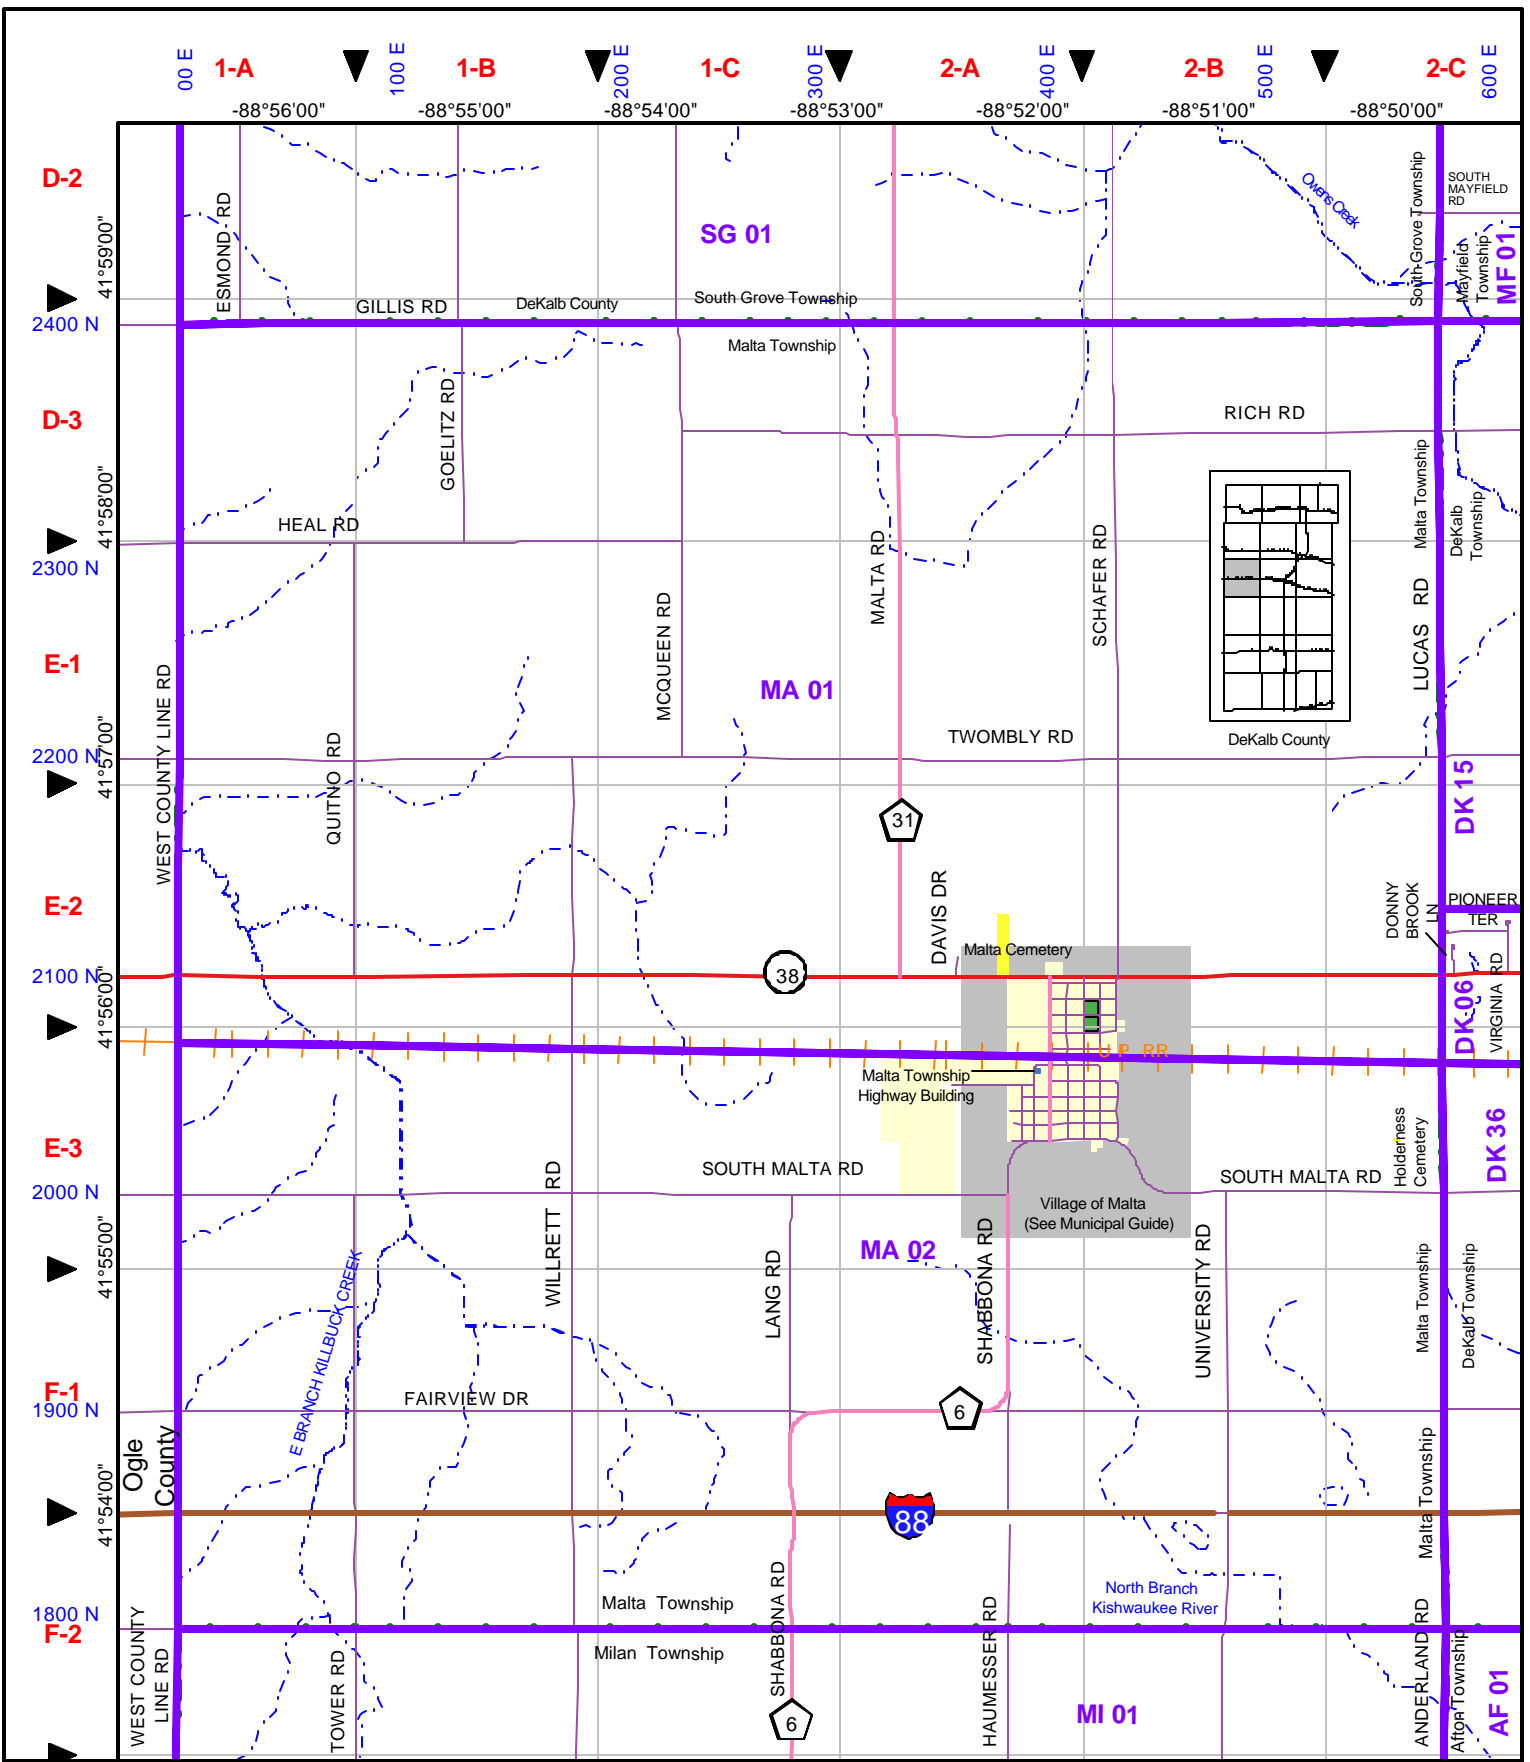 00 E
1-A
100 E
1-B
200 E
1-C
300 E
2-A
400 E
2-B
500 E
2-C
600 E
-88°56'00"
-88°55'00"
-88°54'00"
-88°53'00"
-88°52'00"
-88°51'00"
-88°50'00"
D-2
41°59'00"
2400 N
D-3
41°58'00"
2300 N
E-1
41°57'00"
2200 N
E-2
41°56'00"
2100 N
E-3
2000 N
41°55'00"
F-1
1900 N
41°54'00"
1800 N
F-2
ESMOND RD
SG 01
Owens Creek
South Grove Township
SOUTH
MAYFIELD
RD
Mayfield
Township
MF 01
GILLIS RD
DeKalb County
South Grove Township
Malta Township
GOELITZ RD
RICH RD
Malta Township
DeKalb
Township
HEAL RD
MALTA RD
SCHAFER RD
MCQUEEN RD
LUCAS RD
WEST COUNTY LINE RD
MA 01
QUITNO RD
TWOMBLY RD
DeKalb County
DK 15
31
DAVIS DR
DONNY
BROOK
LN
PIONEER
TER
Malta Cemetery
38
DK 06
VIRGINIA RD
U P RR
Malta Township
Highway Building
Holderness
Cemetery
DK 36
SOUTH MALTA RD
SOUTH MALTA RD
WILLRETT RD
Village of Malta
(See Municipal Guide)
MA 02
E BRANCH KILLBUCK CREEK
LANG RD
SHABBONA RD
UNIVERSITY RD
Malta Township
DeKalb Township
FAIRVIEW DR
6
Ogle
County
88
Malta Township
North Branch
Kishwaukee River
Malta Township
Milan Township
WEST COUNTY
LINE RD
TOWER RD
SHABBONA RD
6
HAUMESSER RD
MI 01
ANDERLAND RD
Afton Township
AF 01